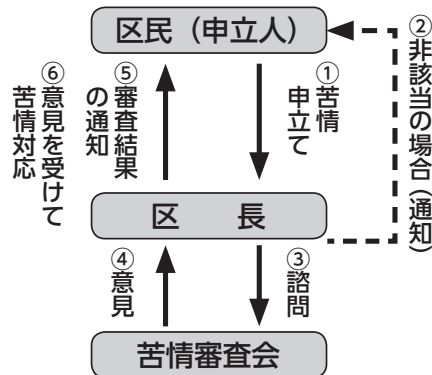 区民（申立人）
①苦情
申立て
②非該当の場合（通知）
⑤審査結果
の通知
⑥意見を受けて
苦情対応
区　長
③諮問
④意見
苦情審査会